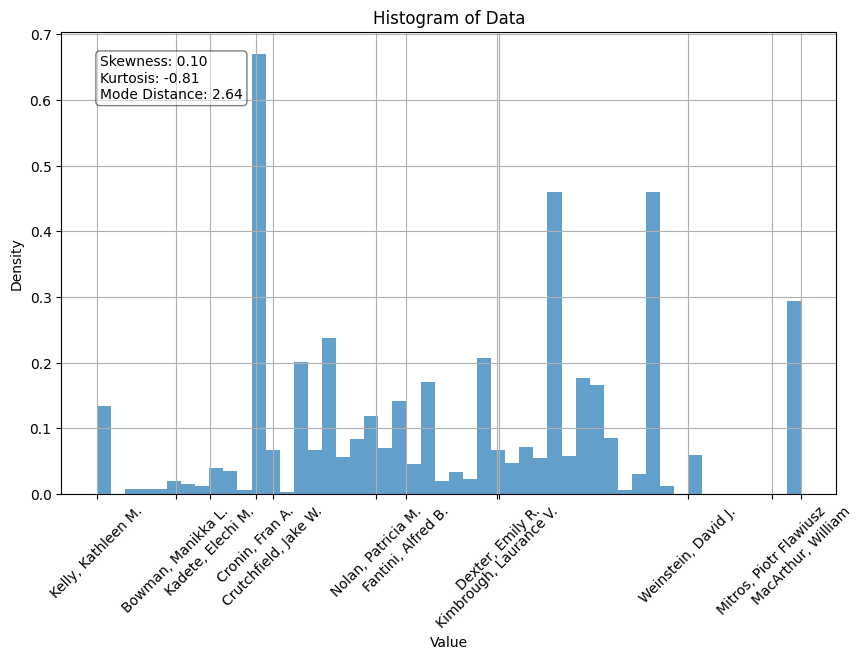 Histogram of Data
Skewness: 0.10
Kurtosis: -0.81
Mode Distance: 2.64
Density
0.7
0.6
0.5
0.4
0.3
0.2
0.1
0.0
Kelly, Kathleen M.
Bowman, Manikka L.
Kadete, Elechi M.
Cronin, Fran A.
Crutchfield, Jake W.
Nolan, Patricia M.
Fantini, Alfred B.
Dexter, Emily R.
Kimbrough, Laurance V.
Weinstein, David J.
Mitros, Piotr Flawiusz
MacArthur, William
Value